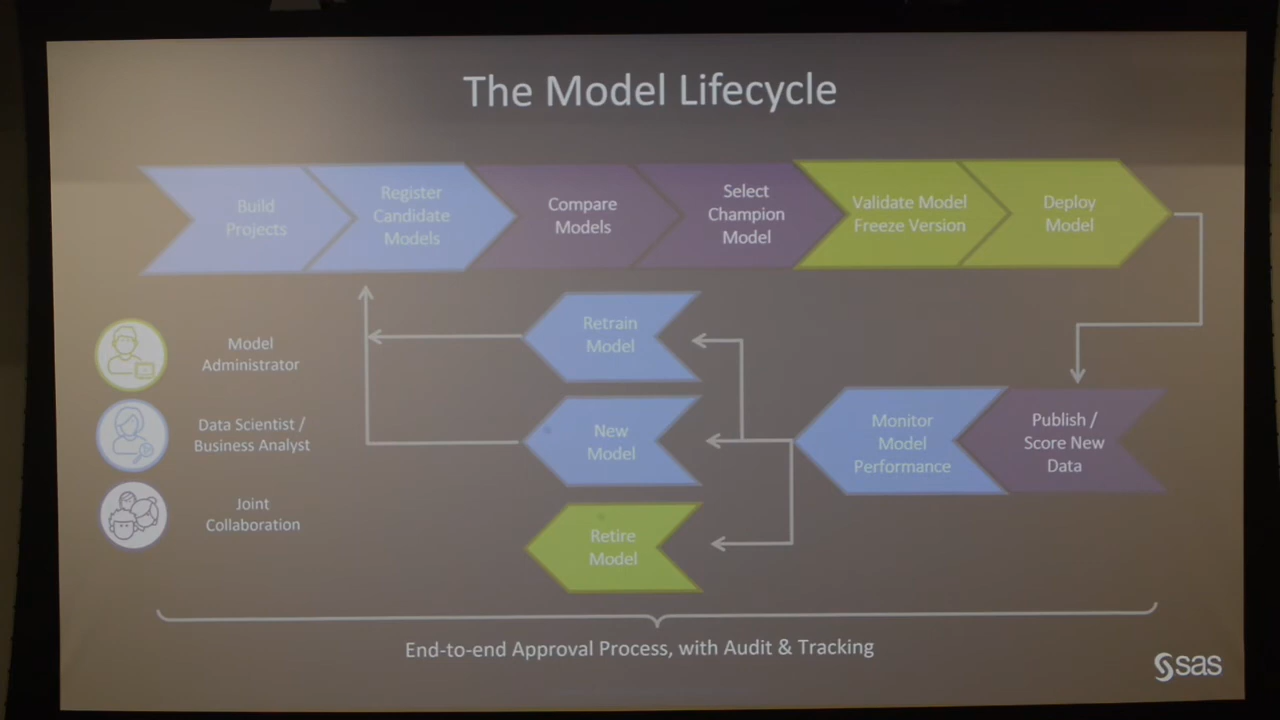 The Model Lifecycle
Build
Projects
Register
Candidate
Models
Compare
Models
Select
Champion
Model
Validate Model
Freeze Version
Deploy
Model
Model
Administrator
Data Scientist /
Business Analyst
Joint
Collaboration
Retrain
Model
New
Model
Retire
Model
Monitor
Model
Performance
Publish /
Score New
Data
End-to-end Approval Process, with Audit & Tracking
sas